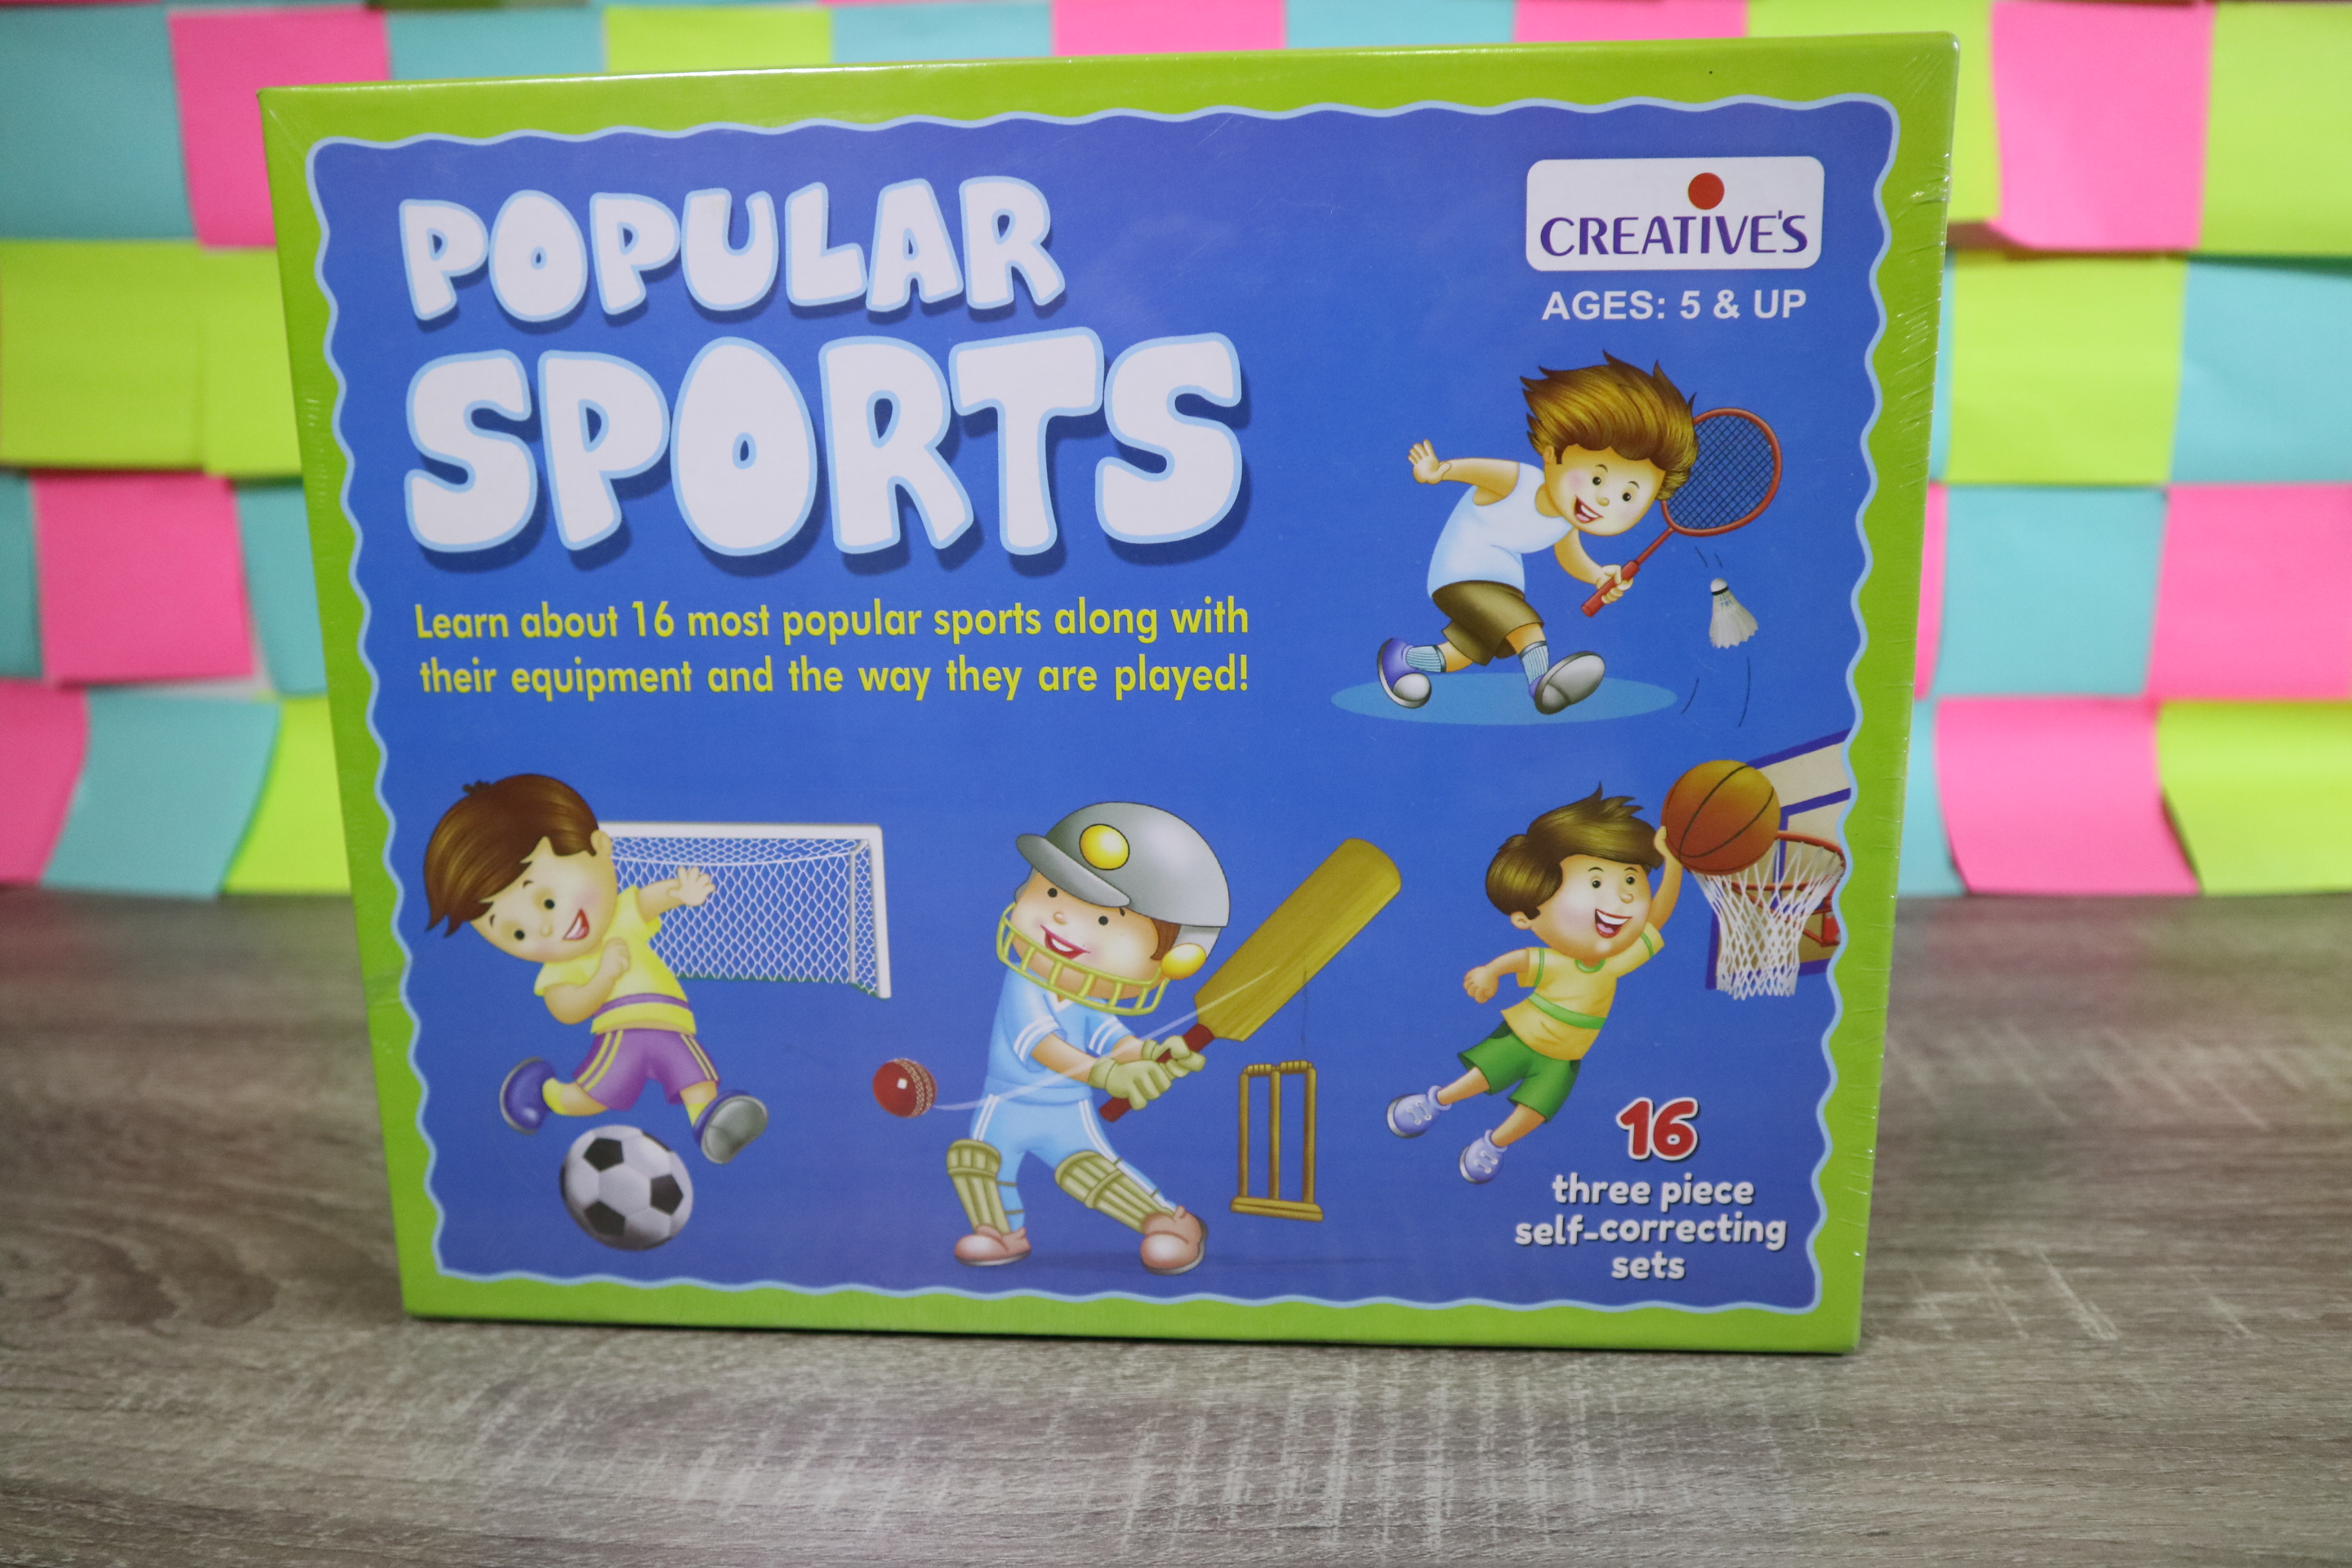 POPULAR
SPORTS
Learn about 16 most popular sports along with
their equipment and the way they are played!
CREATIVE'S
AGES: 5 & UP
16
three piece
self-correcting
sets